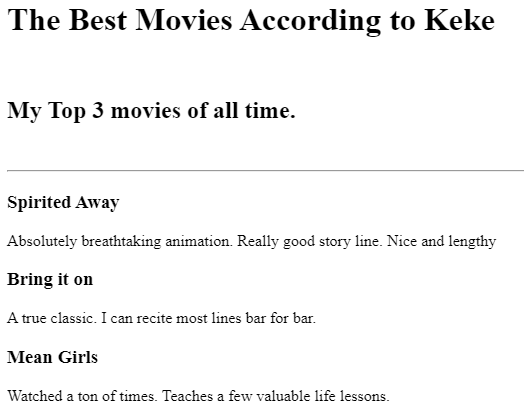 The Best Movies According to Keke
My Top 3 movies of all time.
Spirited Away
Absolutely breathtaking animation. Really good story line. Nice and lengthy
Bring it on
A true classic. I can recite most lines bar for bar.
Mean Girls
Watched a ton of times. Teaches a few valuable life lessons.